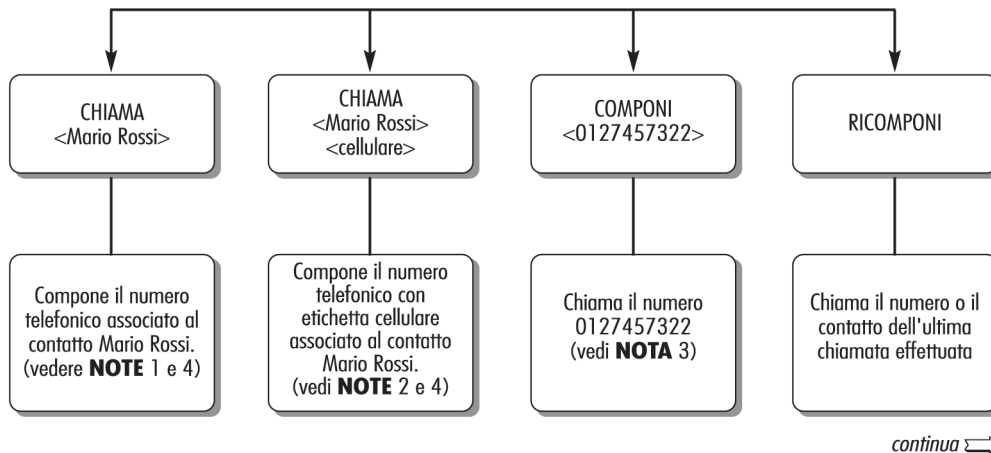 CHIAMA
<Mario Rossi>
CHIAMA
<Mario Rossi>
<cellulare>
COMPONI
<0127457322>
RICOMPONI
Compone il numero
telefonico associato al
contatto Mario Rossi.
(vedere NOTE 1 e 4)
Compone il numero
telefonico con
etichetta cellulare
associato al contatto
Mario Rossi.
(vedi NOTE 2 e 4)
Chiama il numero
0127457322
(vedi NOTA 3)
Chiama il numero o il
contatto dell'ultima
chiamata effettuata
continua